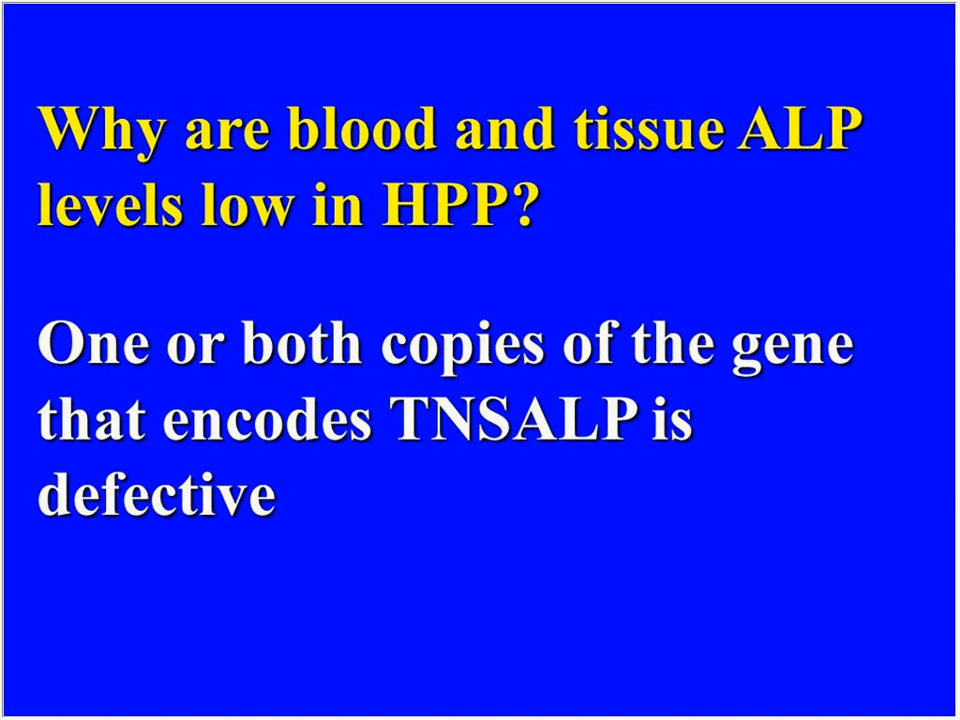 Why are blood and tissue ALP
levels low in HPP?
One or both copies of the gene
that encodes TNSALP is
defective